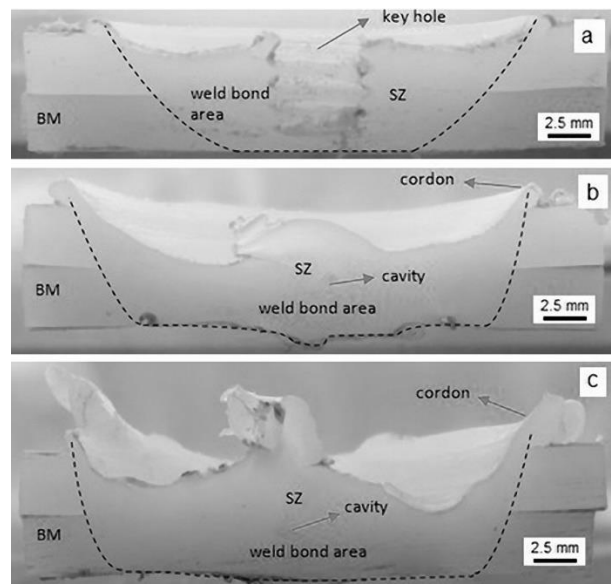 key hole
a
weld bond
area
SZ
BM
2.5 mm
cordon
b
SZ
BM
cavity
weld bond area
2.5 mm
c
cordon
SZ
cavity
BM
weld bond area
2.5 mm